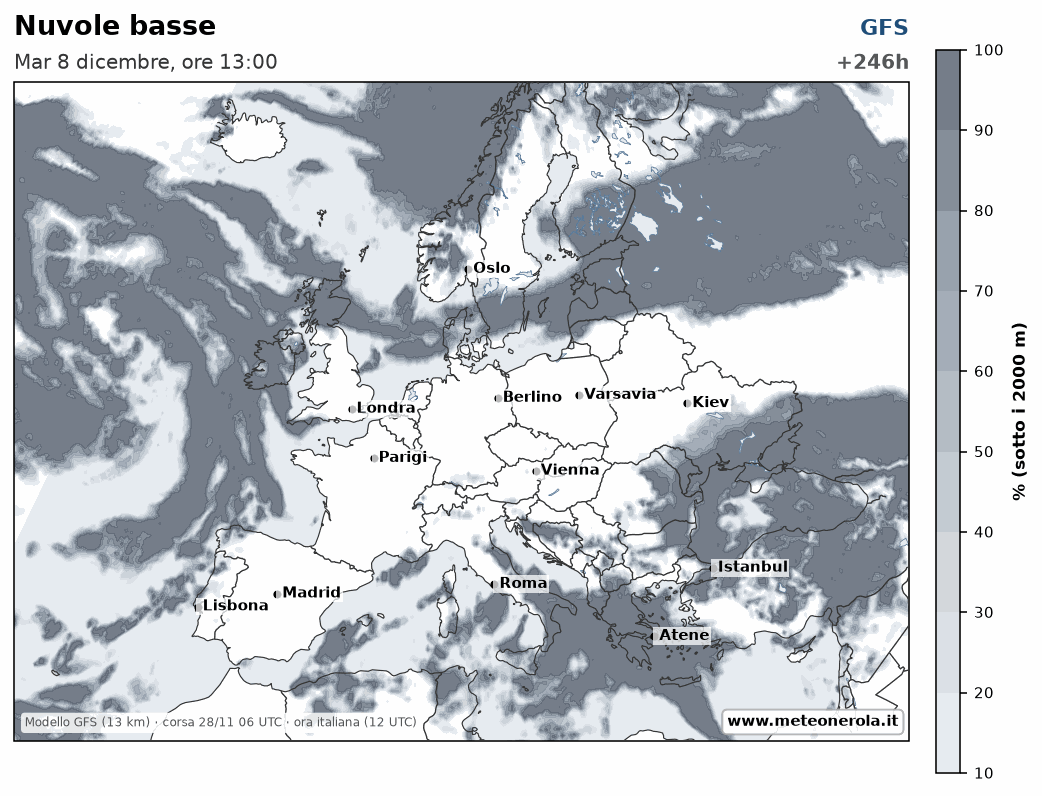 Nuvole basse
GFS
Mar 8 dicembre, ore 13:00
+246h
100
90
80
70
60
50
40
30
20
10
% (sotto i 2000 m)
Oslo
Berlino
Varsavia
Kiev
Londra
Parigi
Vienna
Istanbul
Roma
Madrid
Lisbona
Atene
Modello GFS (13 km) · corsa 28/11 06 UTC · ora italiana (12 UTC)
www.meteonerola.it